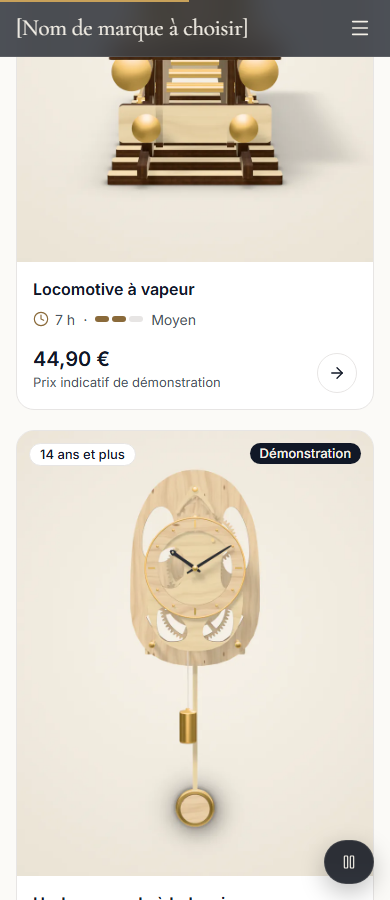 [Nom de marque à choisir]
Locomotive à vapeur
7 h · Moyen
44,90 €
Prix indicatif de démonstration
14 ans et plus
Démonstration